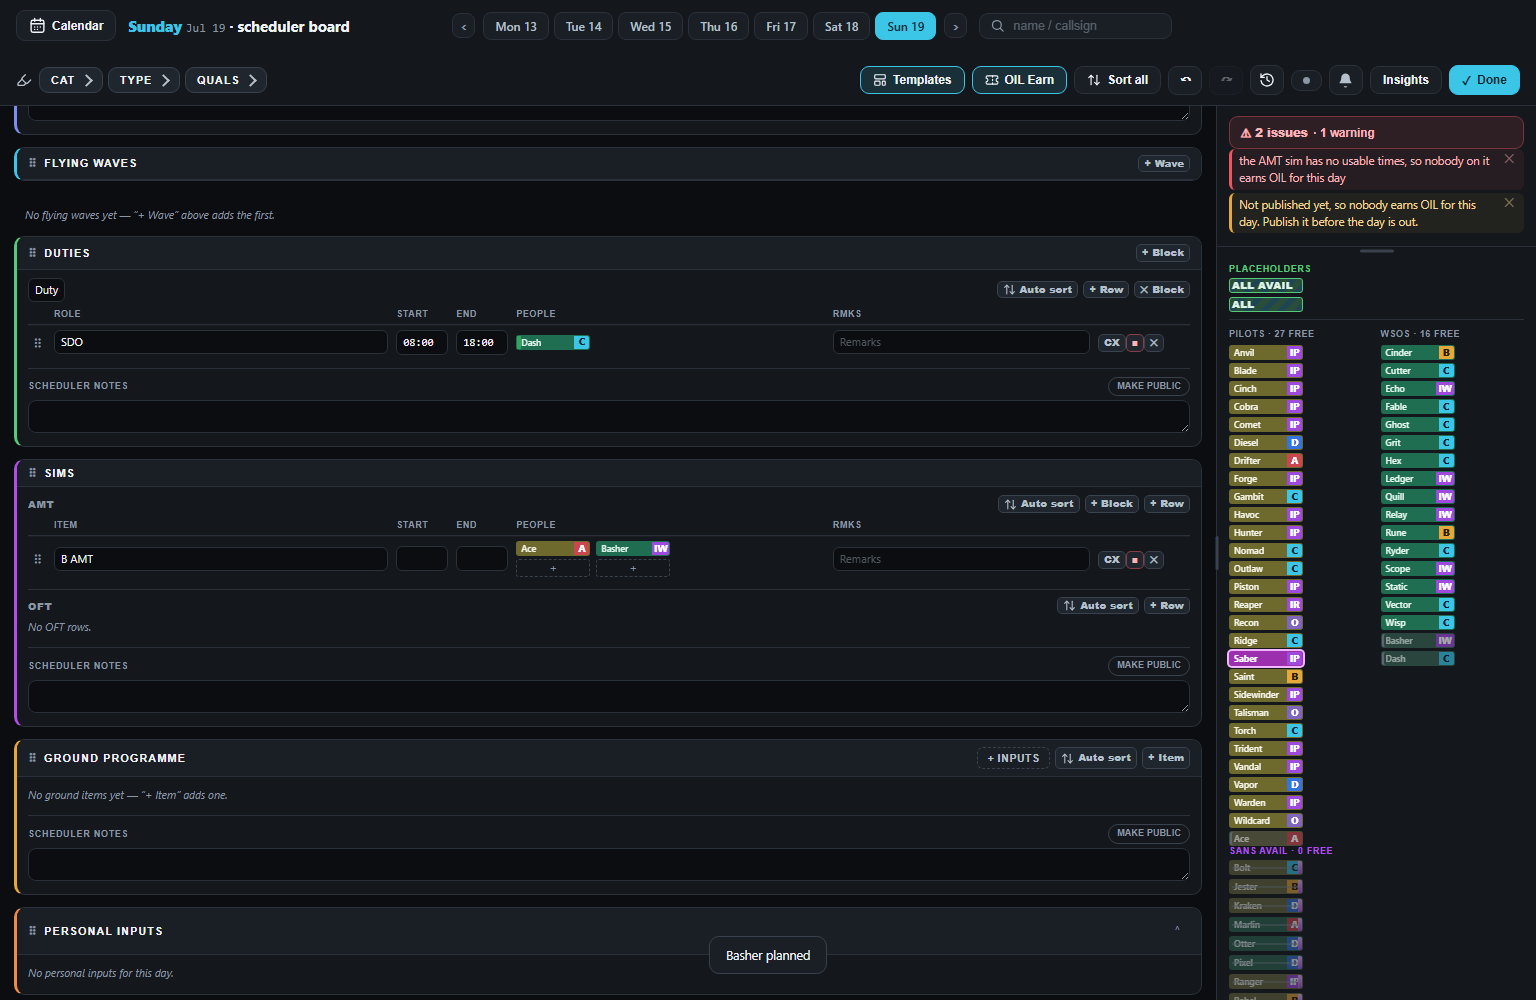 Calendar
Sunday Jul 19 · scheduler board
‹
Mon 13
Tue 14
Wed 15
Thu 16
Fri 17
Sat 18
Sun 19
›
name / callsign
CAT
TYPE
QUALS
Templates
OIL Earn
Sort all
Insights
✓ Done
FLYING WAVES
+ Wave
No flying waves yet — "+ Wave" above adds the first.
DUTIES
+ Block
Duty
Auto sort
+ Row
✕ Block
ROLE START END PEOPLE RMKS
SDO 08:00 18:00 Dash C Remarks CX ✕
SCHEDULER NOTES
MAKE PUBLIC
SIMS
AMT
Auto sort
+ Block
+ Row
ITEM START END PEOPLE RMKS
B AMT Ace A Basher IW Remarks CX ✕
+ +
OFT
Auto sort
+ Row
No OFT rows.
SCHEDULER NOTES
MAKE PUBLIC
GROUND PROGRAMME
+ INPUTS
Auto sort
+ Item
No ground items yet — "+ Item" adds one.
SCHEDULER NOTES
MAKE PUBLIC
PERSONAL INPUTS
No personal inputs for this day.
Basher planned
⚠ 2 issues · 1 warning
the AMT sim has no usable times, so nobody on it
earns OIL for this day
Not published yet, so nobody earns OIL for this
day. Publish it before the day is out.
PLACEHOLDERS
ALL AVAIL
ALL
PILOTS · 27 FREE
Anvil IP
Blade IP
Cinch IP
Cobra IP
Comet IP
Diesel D
Drifter A
Forge IP
Gambit C
Havoc IP
Hunter IP
Nomad C
Outlaw C
Piston IP
Reaper IR
Recon O
Ridge C
Saber IP
Saint B
Sidewinder IP
Talisman O
Torch C
Trident IP
Vandal IP
Vapor D
Warden IP
Wildcard O
Ace A
WSOS · 16 FREE
Cinder B
Cutter C
Echo IW
Fable C
Ghost C
Grit C
Hex C
Ledger IW
Quill IW
Relay IW
Rune B
Ryder C
Scope IW
Static IW
Vector C
Wisp C
Basher IW
Dash C
SANS AVAIL · 0 FREE
Bolt C
Jester B
Kraken D
Marlin A
Otter D
Pixel D
Ranger IP